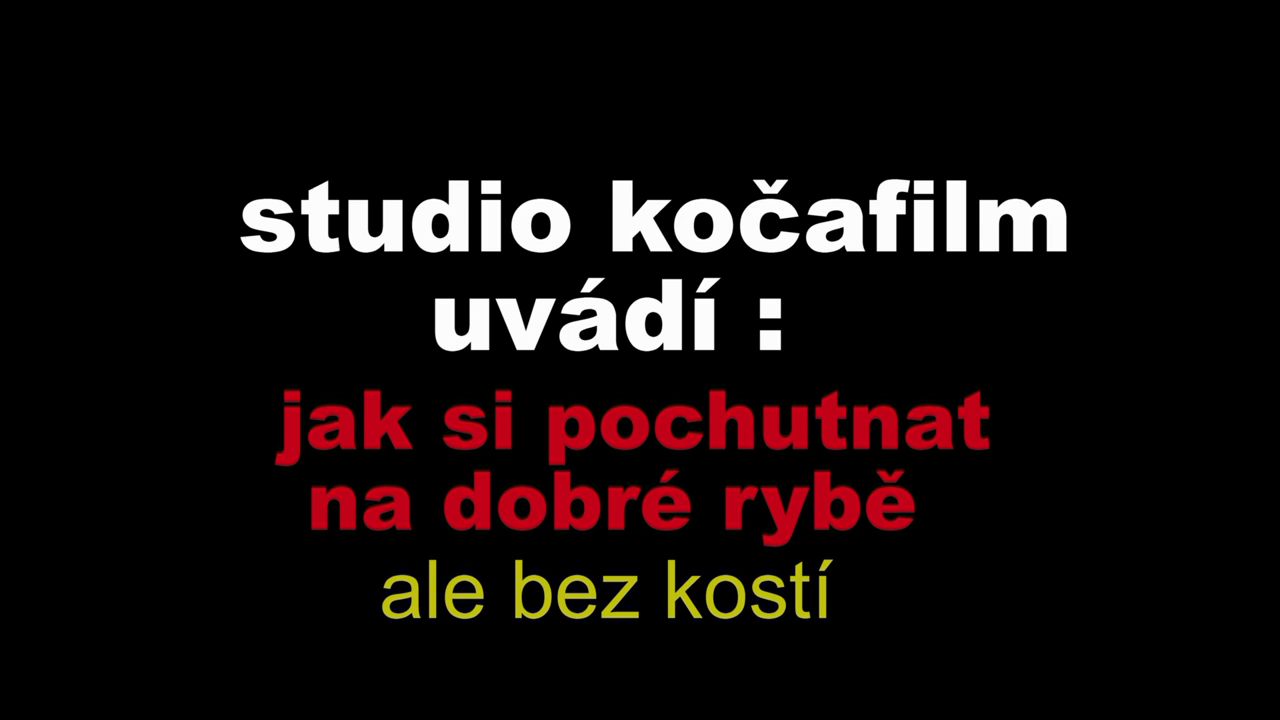 studio kočafilm
uvádí :
jak si pochutnat
na dobré rybě
ale bez kostí